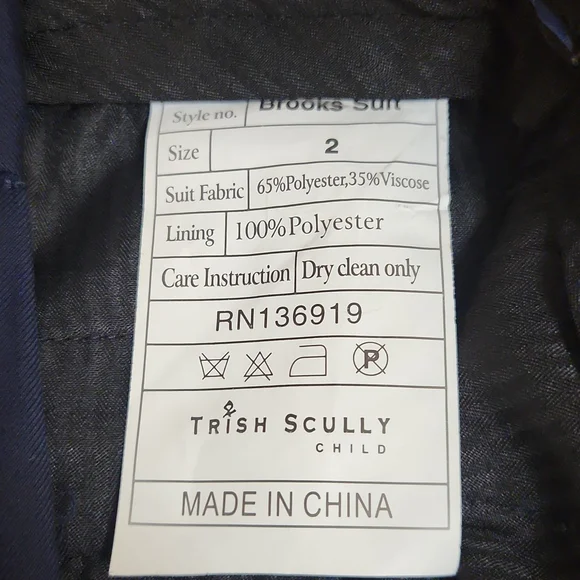 Style no. Brooks Suit
Size 2
Suit Fabric 65%Polyester,35%Viscose
Lining 100%Polyester
Care Instruction Dry clean only
RN136919
P
TRISH SCULLY
CHILD
MADE IN CHINA